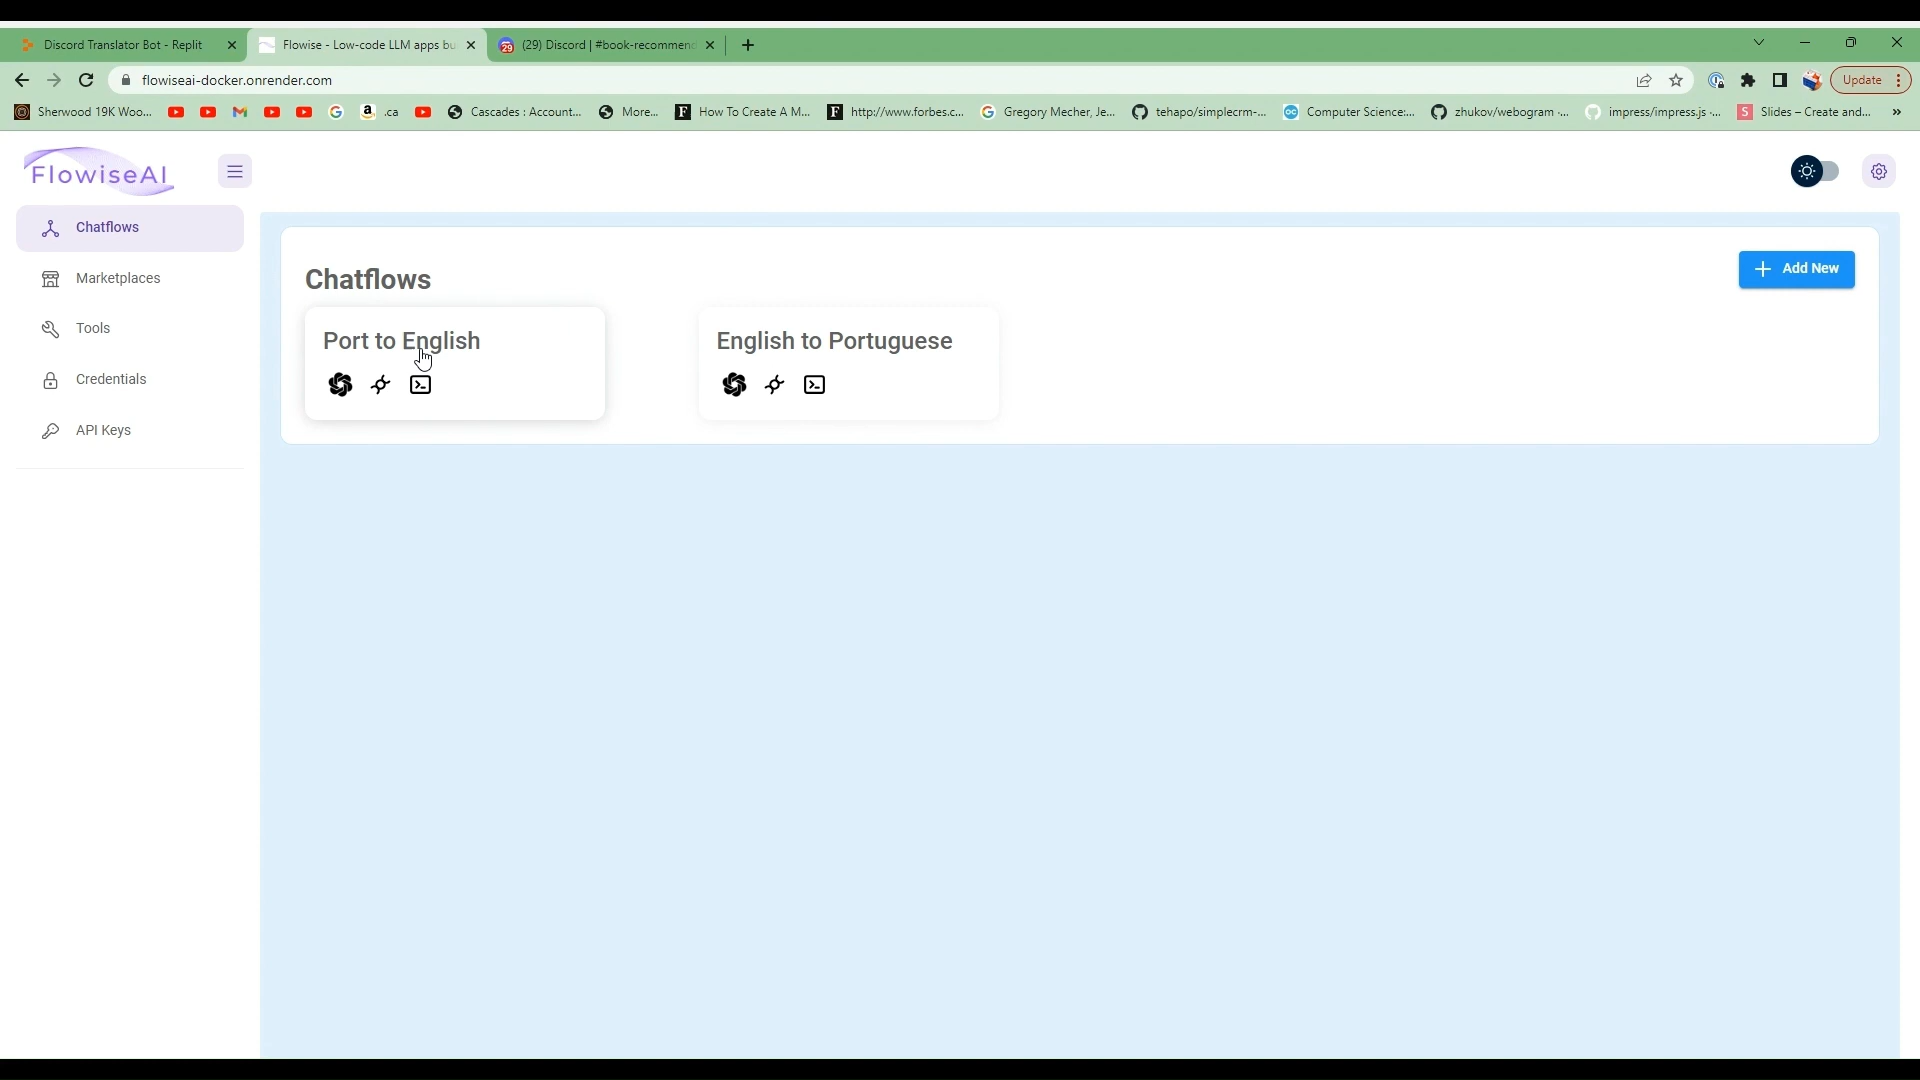 Discord Translator Bot - Replit
Flowise - Low-code LLM apps bu
29
(29) Discord | #book-recommen
flowiseai-docker.onrender.com
Update
Sherwood 19K Woo...
.ca
Cascades : Account...
More...
How To Create A M...
http://www.forbes.c...
Gregory Mecher, Je...
tehapo/simplecrm-...
Computer Science:...
zhukov/webogram ·...
impress/impress.js ·...
Slides – Create and...
FlowiseAI
Chatflows
Marketplaces
Tools
Credentials
API Keys
Chatflows
Add New
Port to English
English to Portuguese